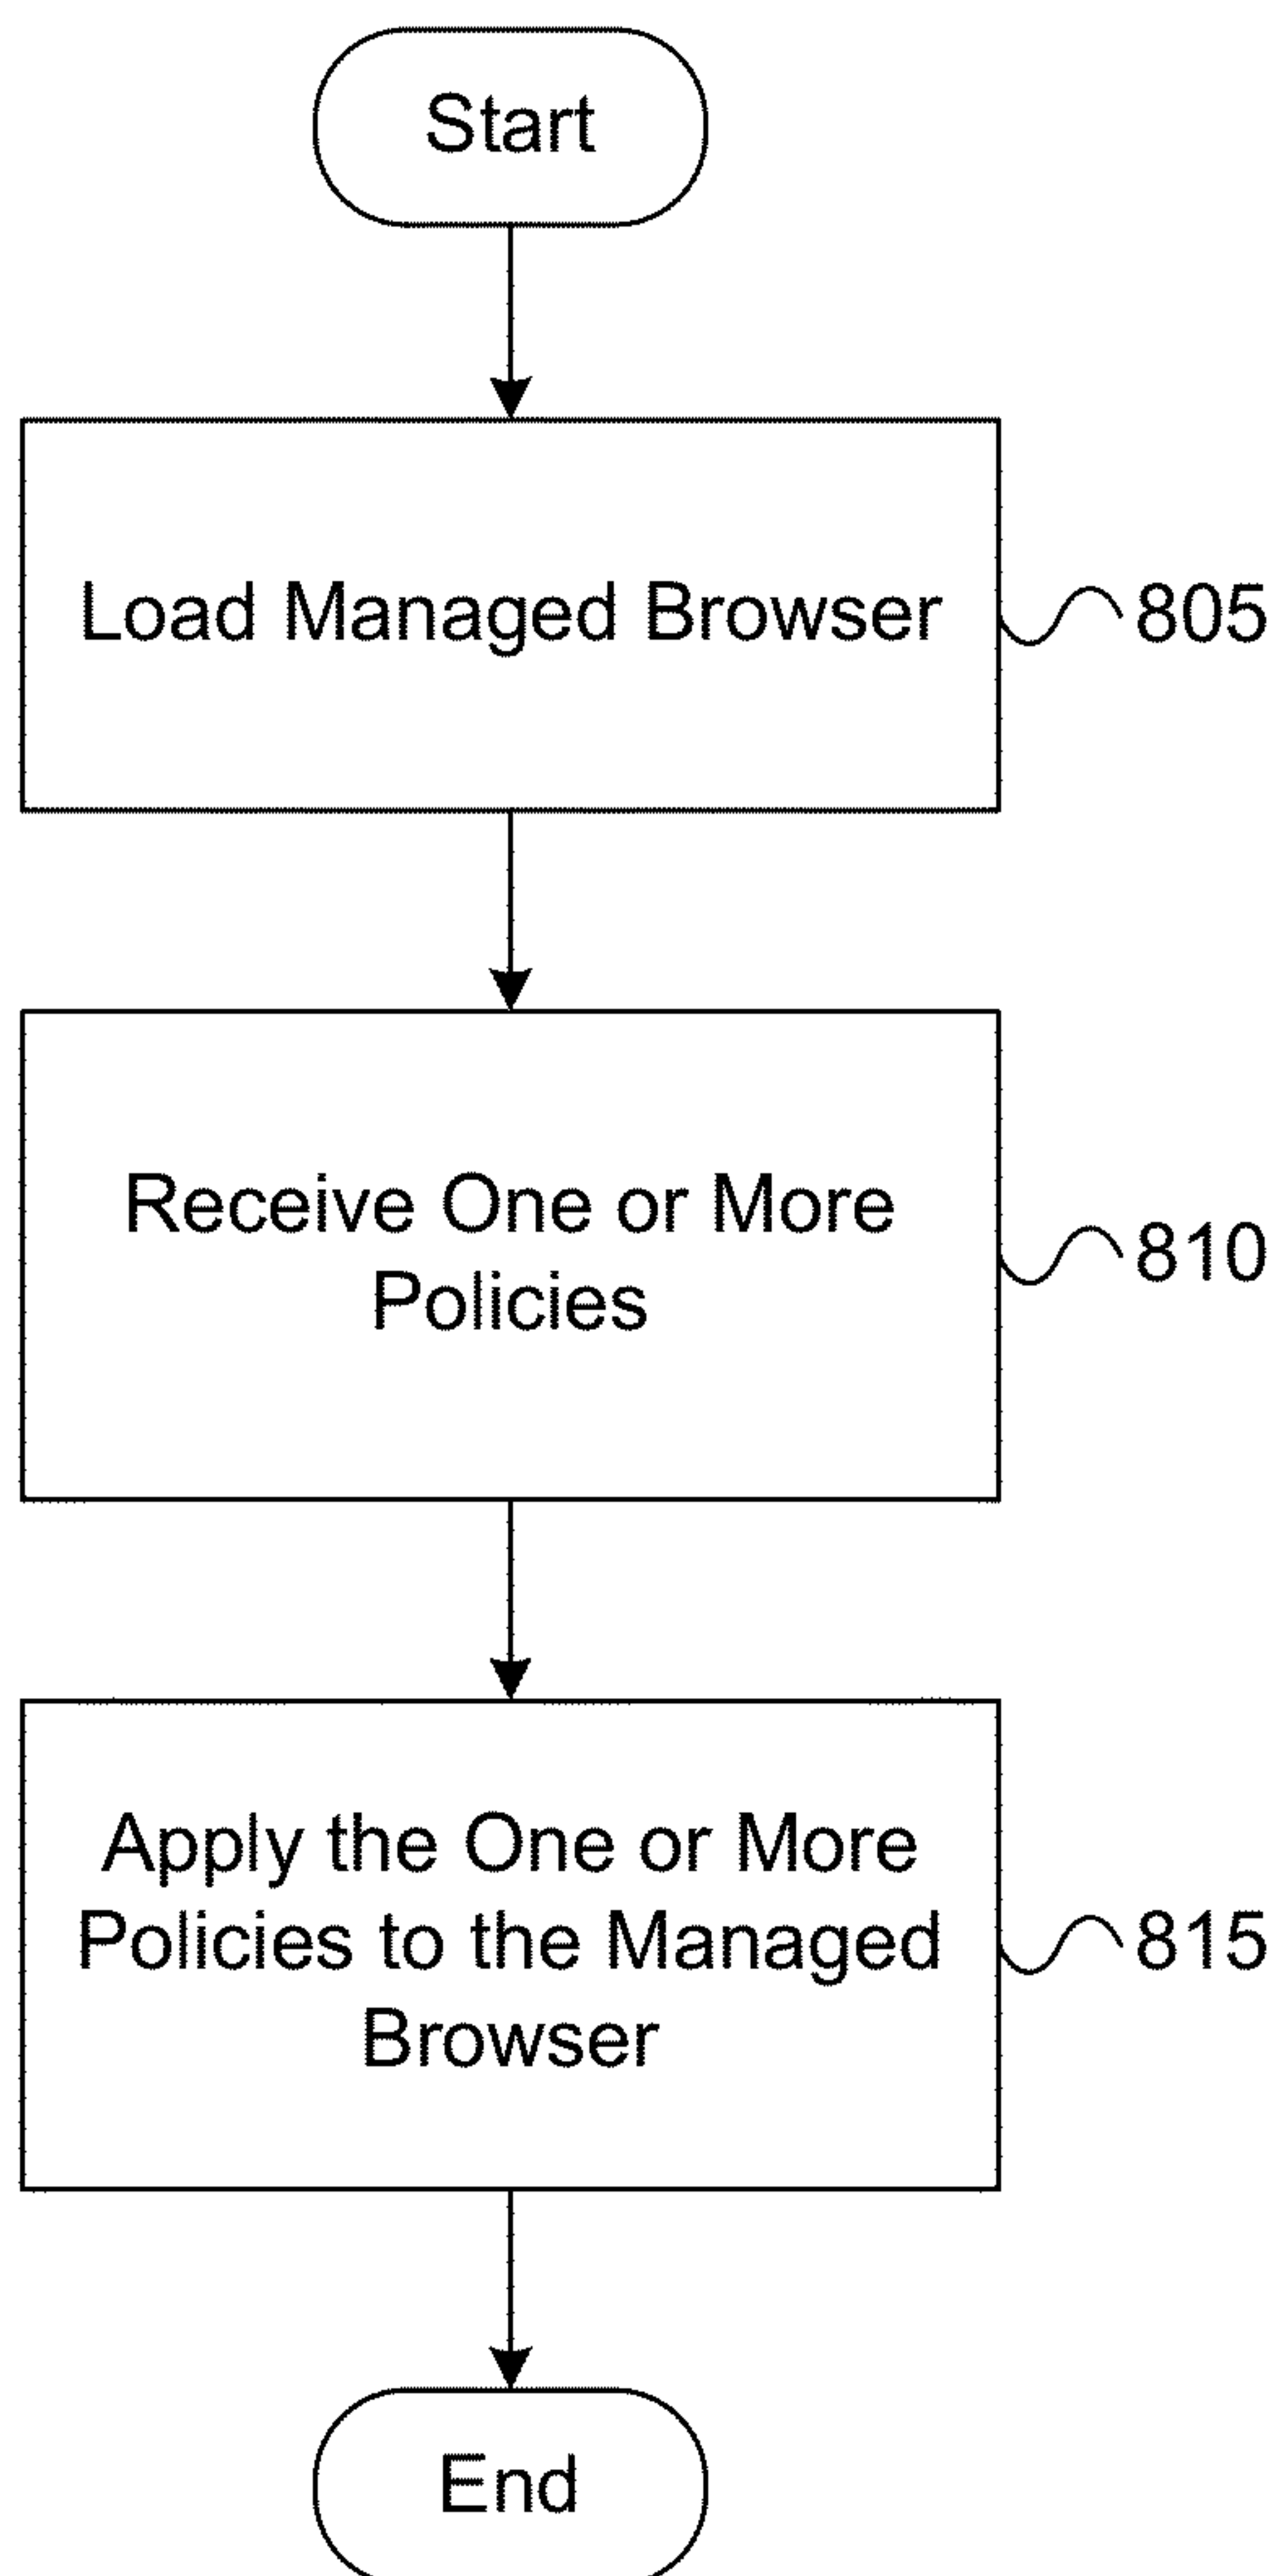 Start
Load Managed Browser
805
Receive One or More
Policies
810
Apply the One or More
Policies to the Managed
Browser
815
End